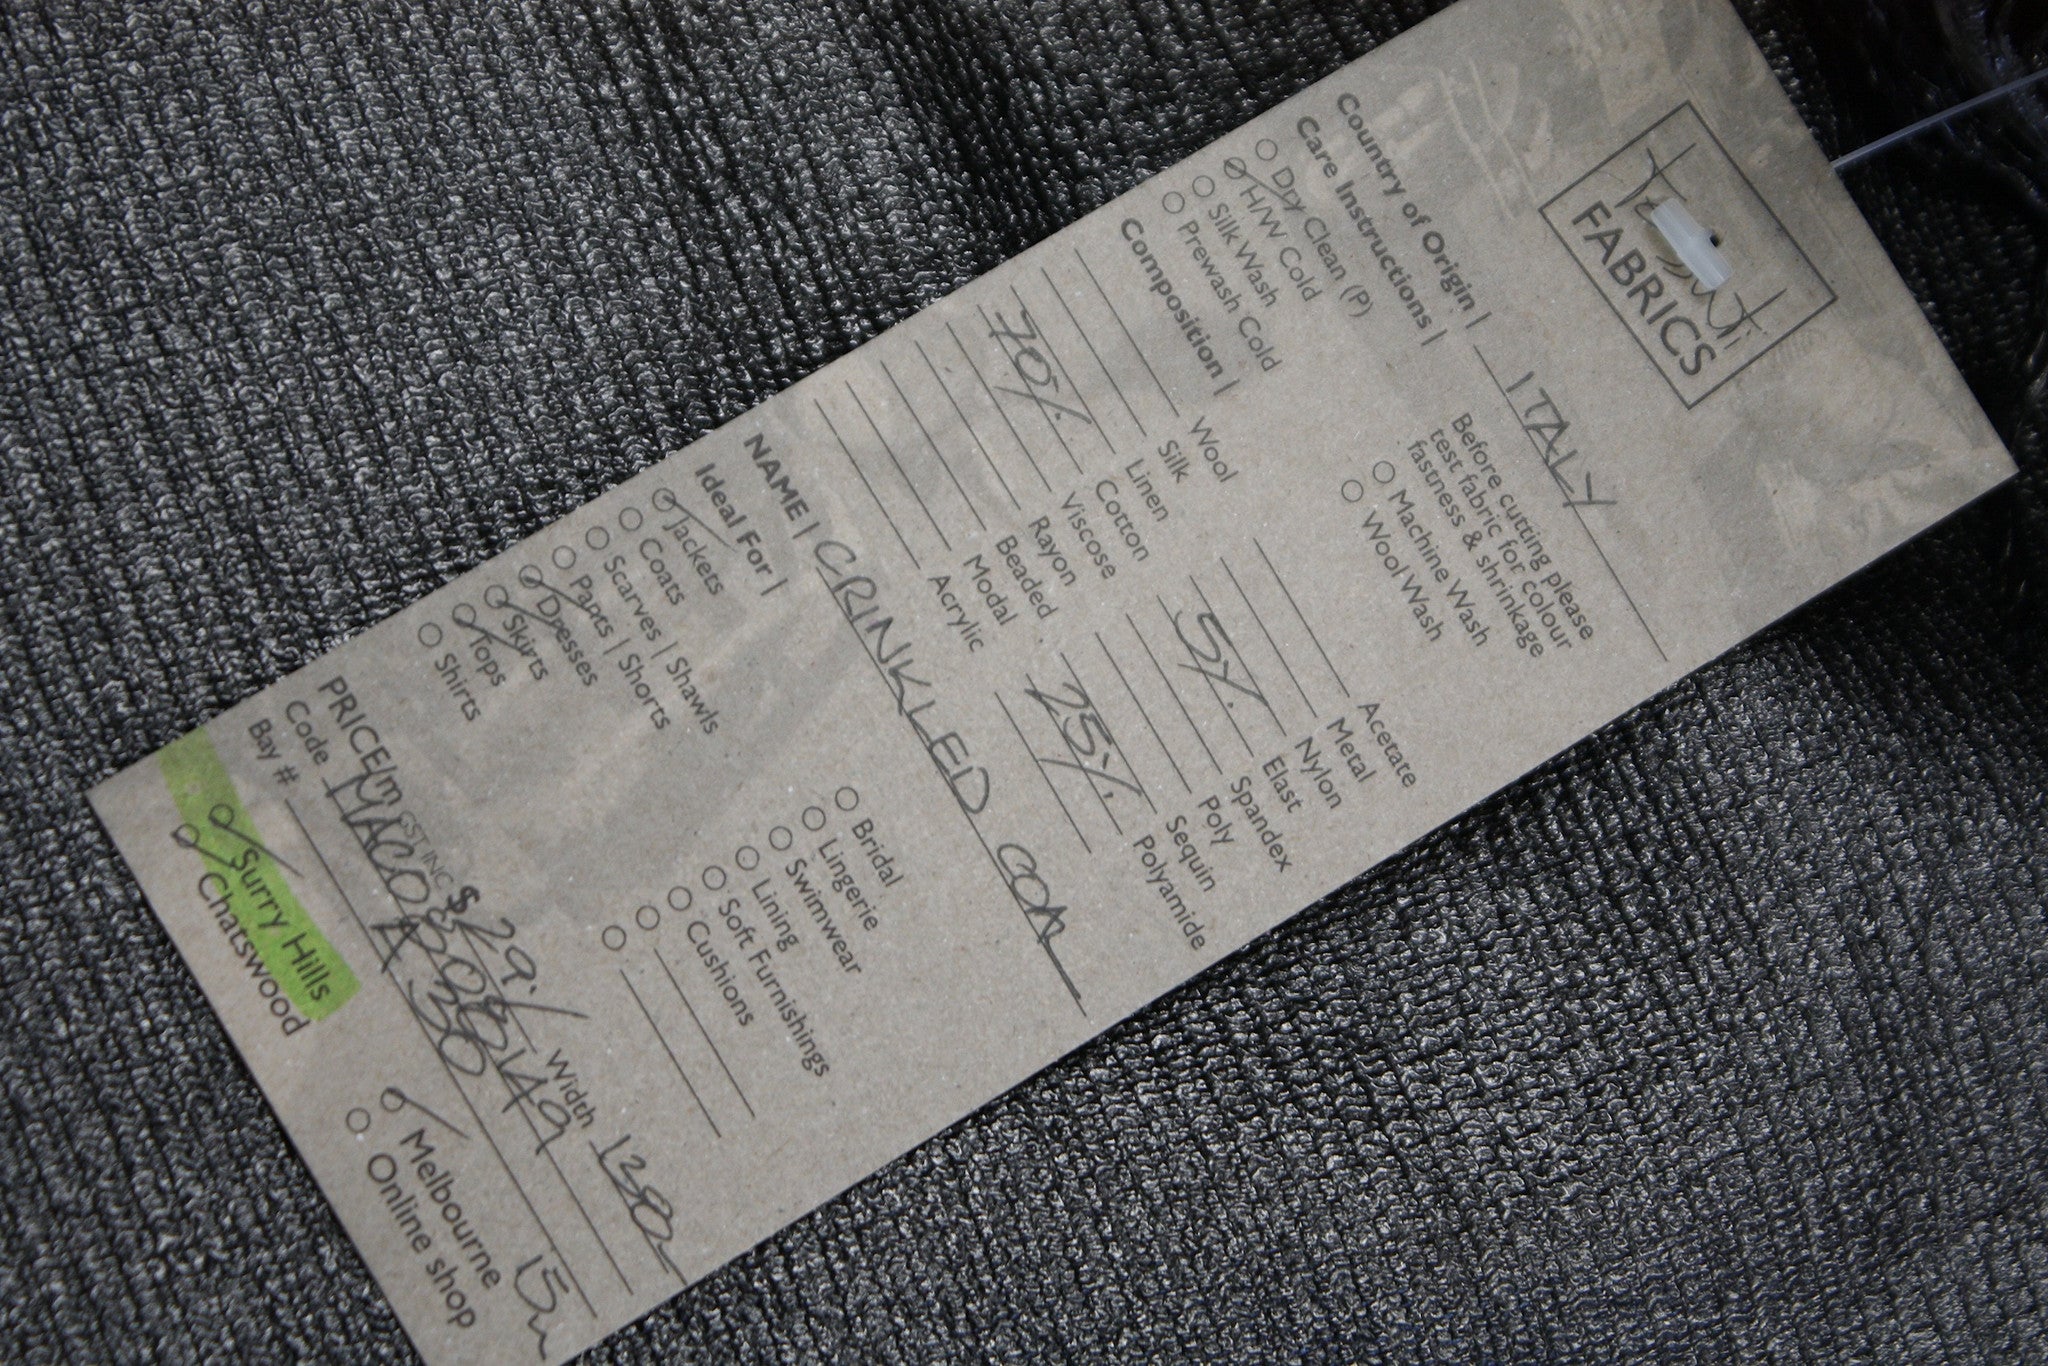 FABRICS
Country of Origin | ITALY
Care Instructions |
Dry Clean (P)
H/W Cold
Silk Wash
Prewash Cold
Before cutting please
test fabric for colour
fastness & shrinkage
Machine Wash
Wool Wash
Composition |
Wool
Silk
Linen
70% Cotton
Viscose
Rayon
Beaded
Modal
Acrylic
Acetate
Metal
Nylon
5% Elast
Spandex
Poly
Sequin
25% Polyamide
NAME | CRINKLED COM
Ideal For |
Jackets
Coats
Scarves | Shawls
Pants | Shorts
Dresses
Skirts
Tops
Shirts
Bridal
Lingerie
Swimwear
Lining
Soft Furnishings
Cushions
PRICE|m GST INC $29. Width 1380
Code
Bay # A30 15m
Surry Hills
Chatswood
Melbourne
Online shop